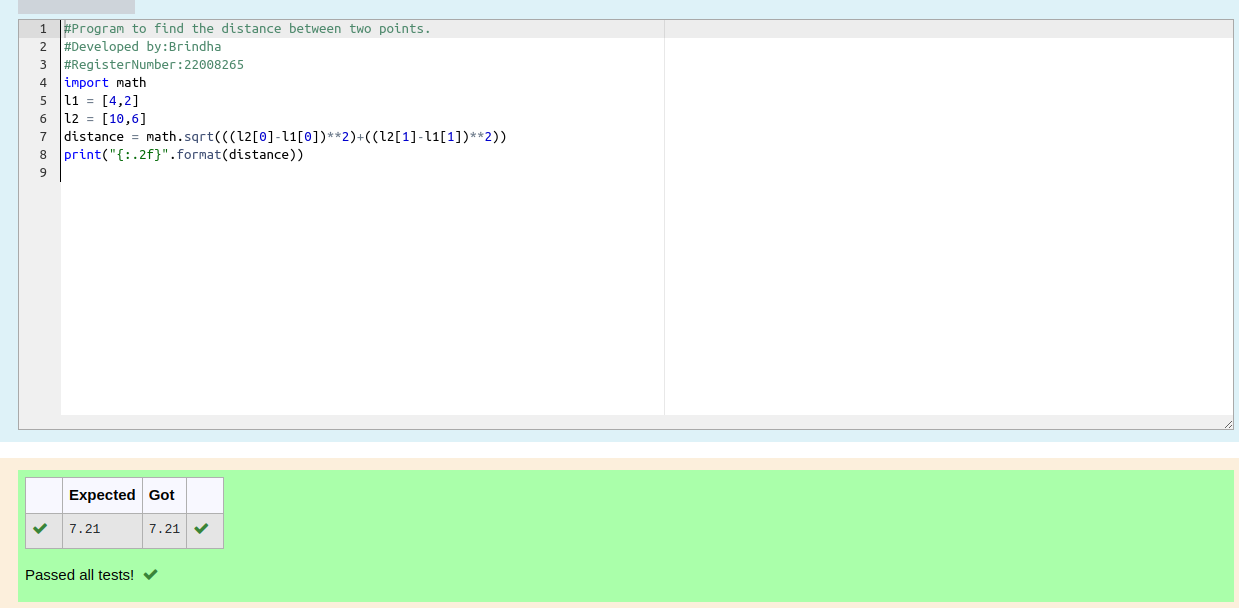 1 #Program to find the distance between two points.
2 #Developed by:Brindha
3 #RegisterNumber:22008265
4 import math
5 l1 = [4,2]
6 l2 = [10,6]
7 distance = math.sqrt(((l2[0]-l1[0])**2)+((l2[1]-l1[1])**2))
8 print("{:.2f}".format(distance))
9
Expected Got
7.21 7.21
Passed all tests!